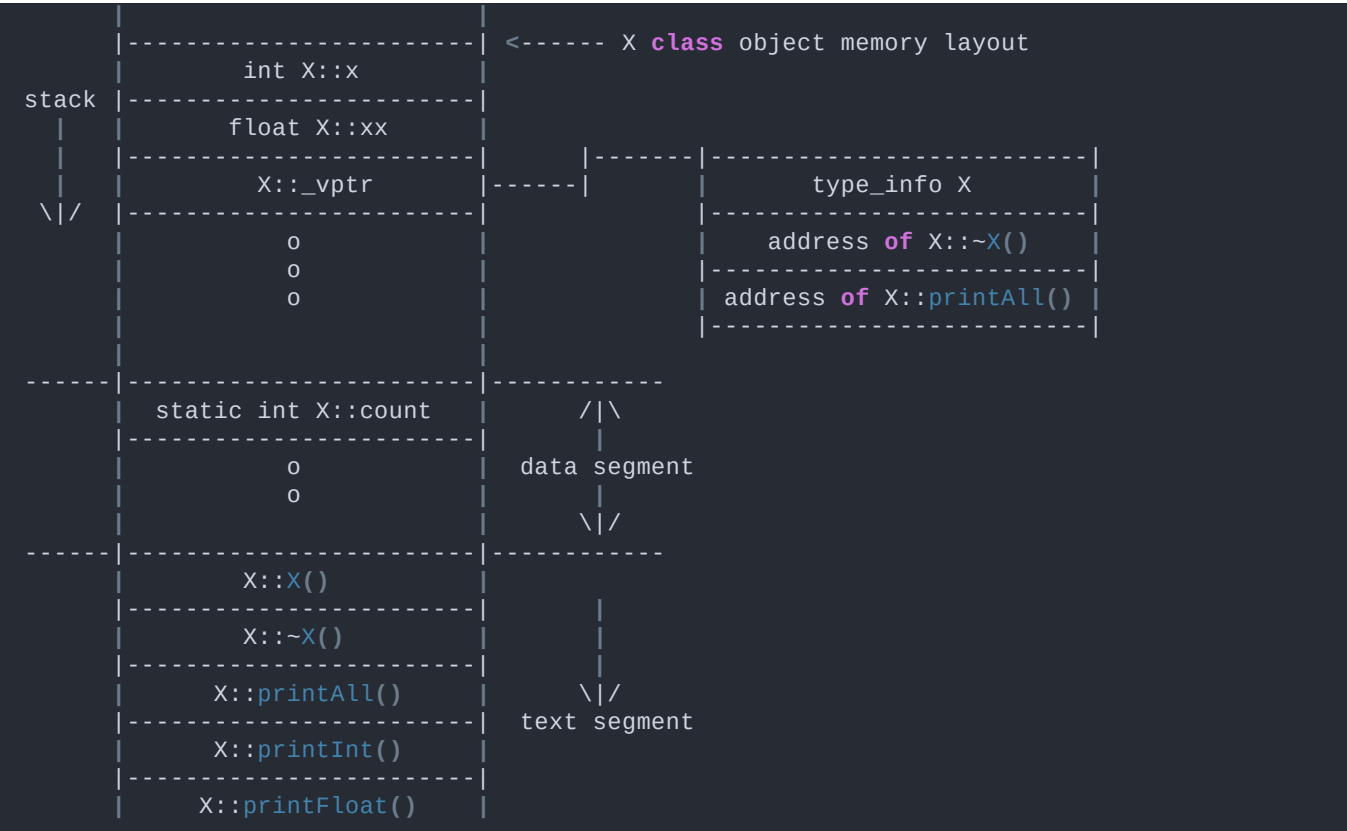 |                        |
        |------------------------| <------ X class object memory layout
        |        int X::x        |
 stack  |------------------------|
   |    |       float X::xx      |
   |    |------------------------|      |-------|--------------------------|
   |    |         X::_vptr       |------|       |       type_info X        |
  \|/   |------------------------|              |--------------------------|
        |           o            |              |    address of X::~X()    |
        |           o            |              |--------------------------|
        |           o            |              | address of X::printAll() |
        |                        |              |--------------------------|
        |                        |
  ------|------------------------|------------
        |  static int X::count   |      /|\
        |------------------------|       |
        |           o            |  data segment
        |           o            |       |
        |                        |      \|/
  ------|------------------------|------------
        |        X::X()          |
        |------------------------|       |
        |        X::~X()         |       |
        |------------------------|       |
        |      X::printAll()     |      \|/
        |------------------------|  text segment
        |      X::printInt()     |
        |------------------------|
        |     X::printFloat()    |